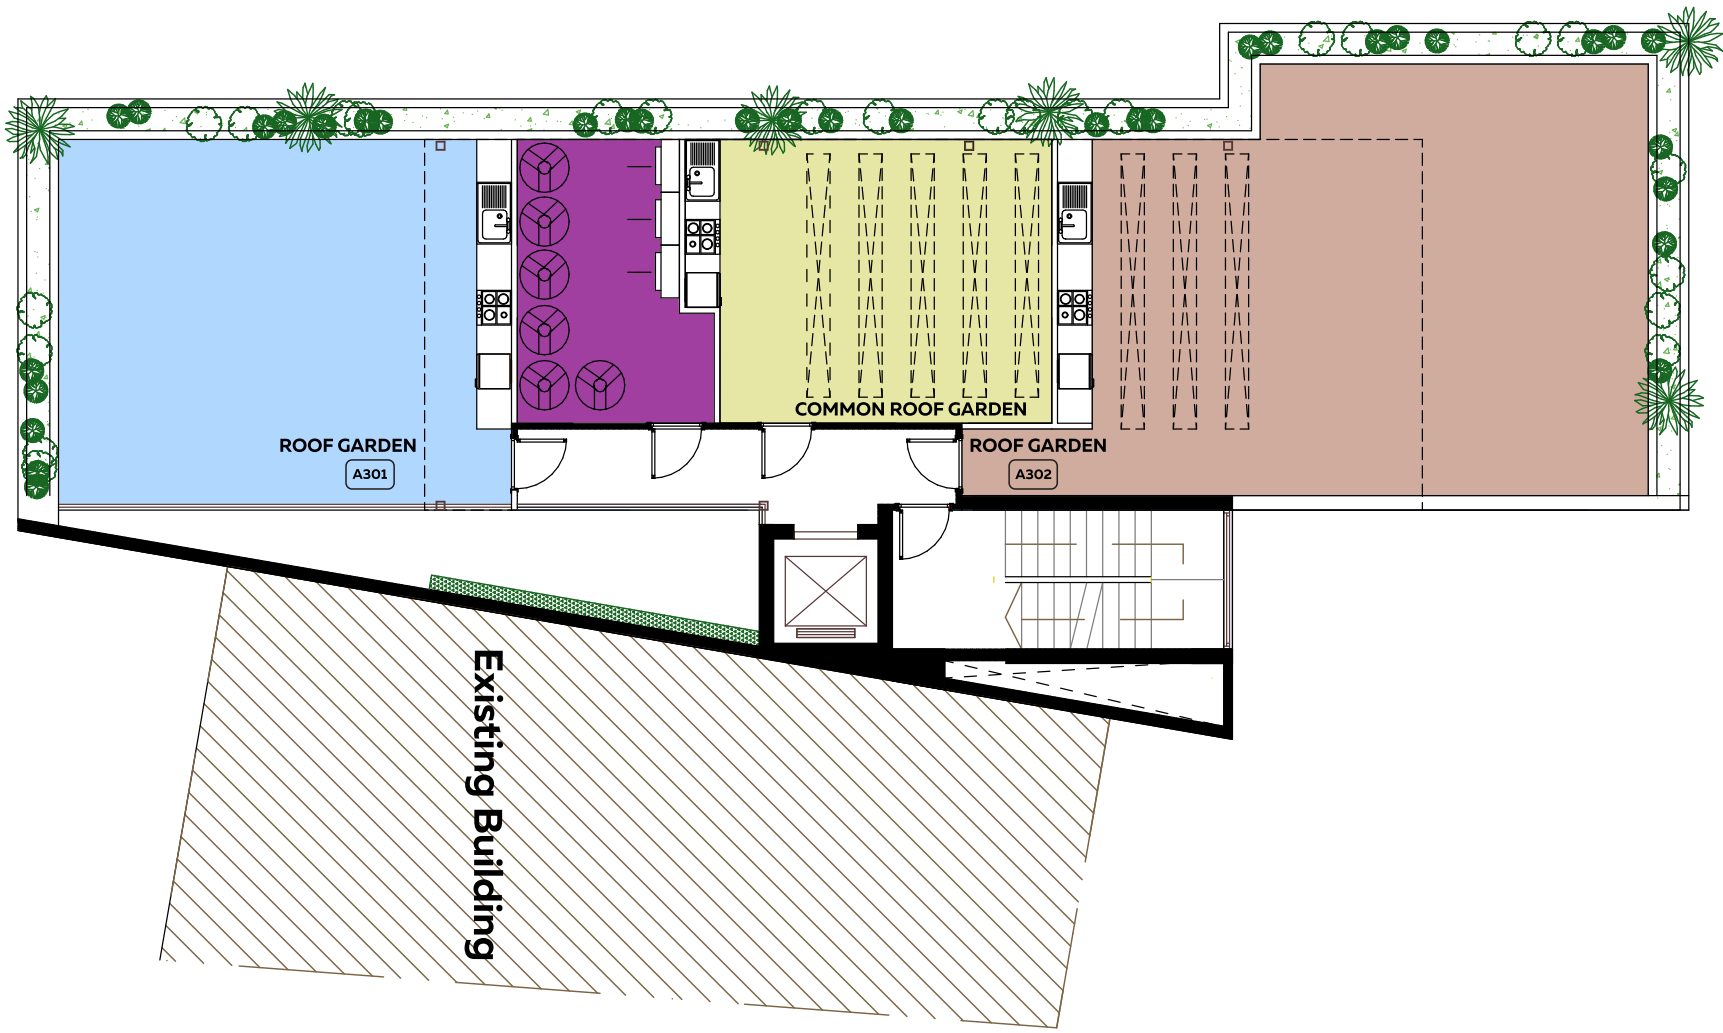 COMMON ROOF GARDEN
ROOF GARDEN
A301
ROOF GARDEN
A302
Existing Building